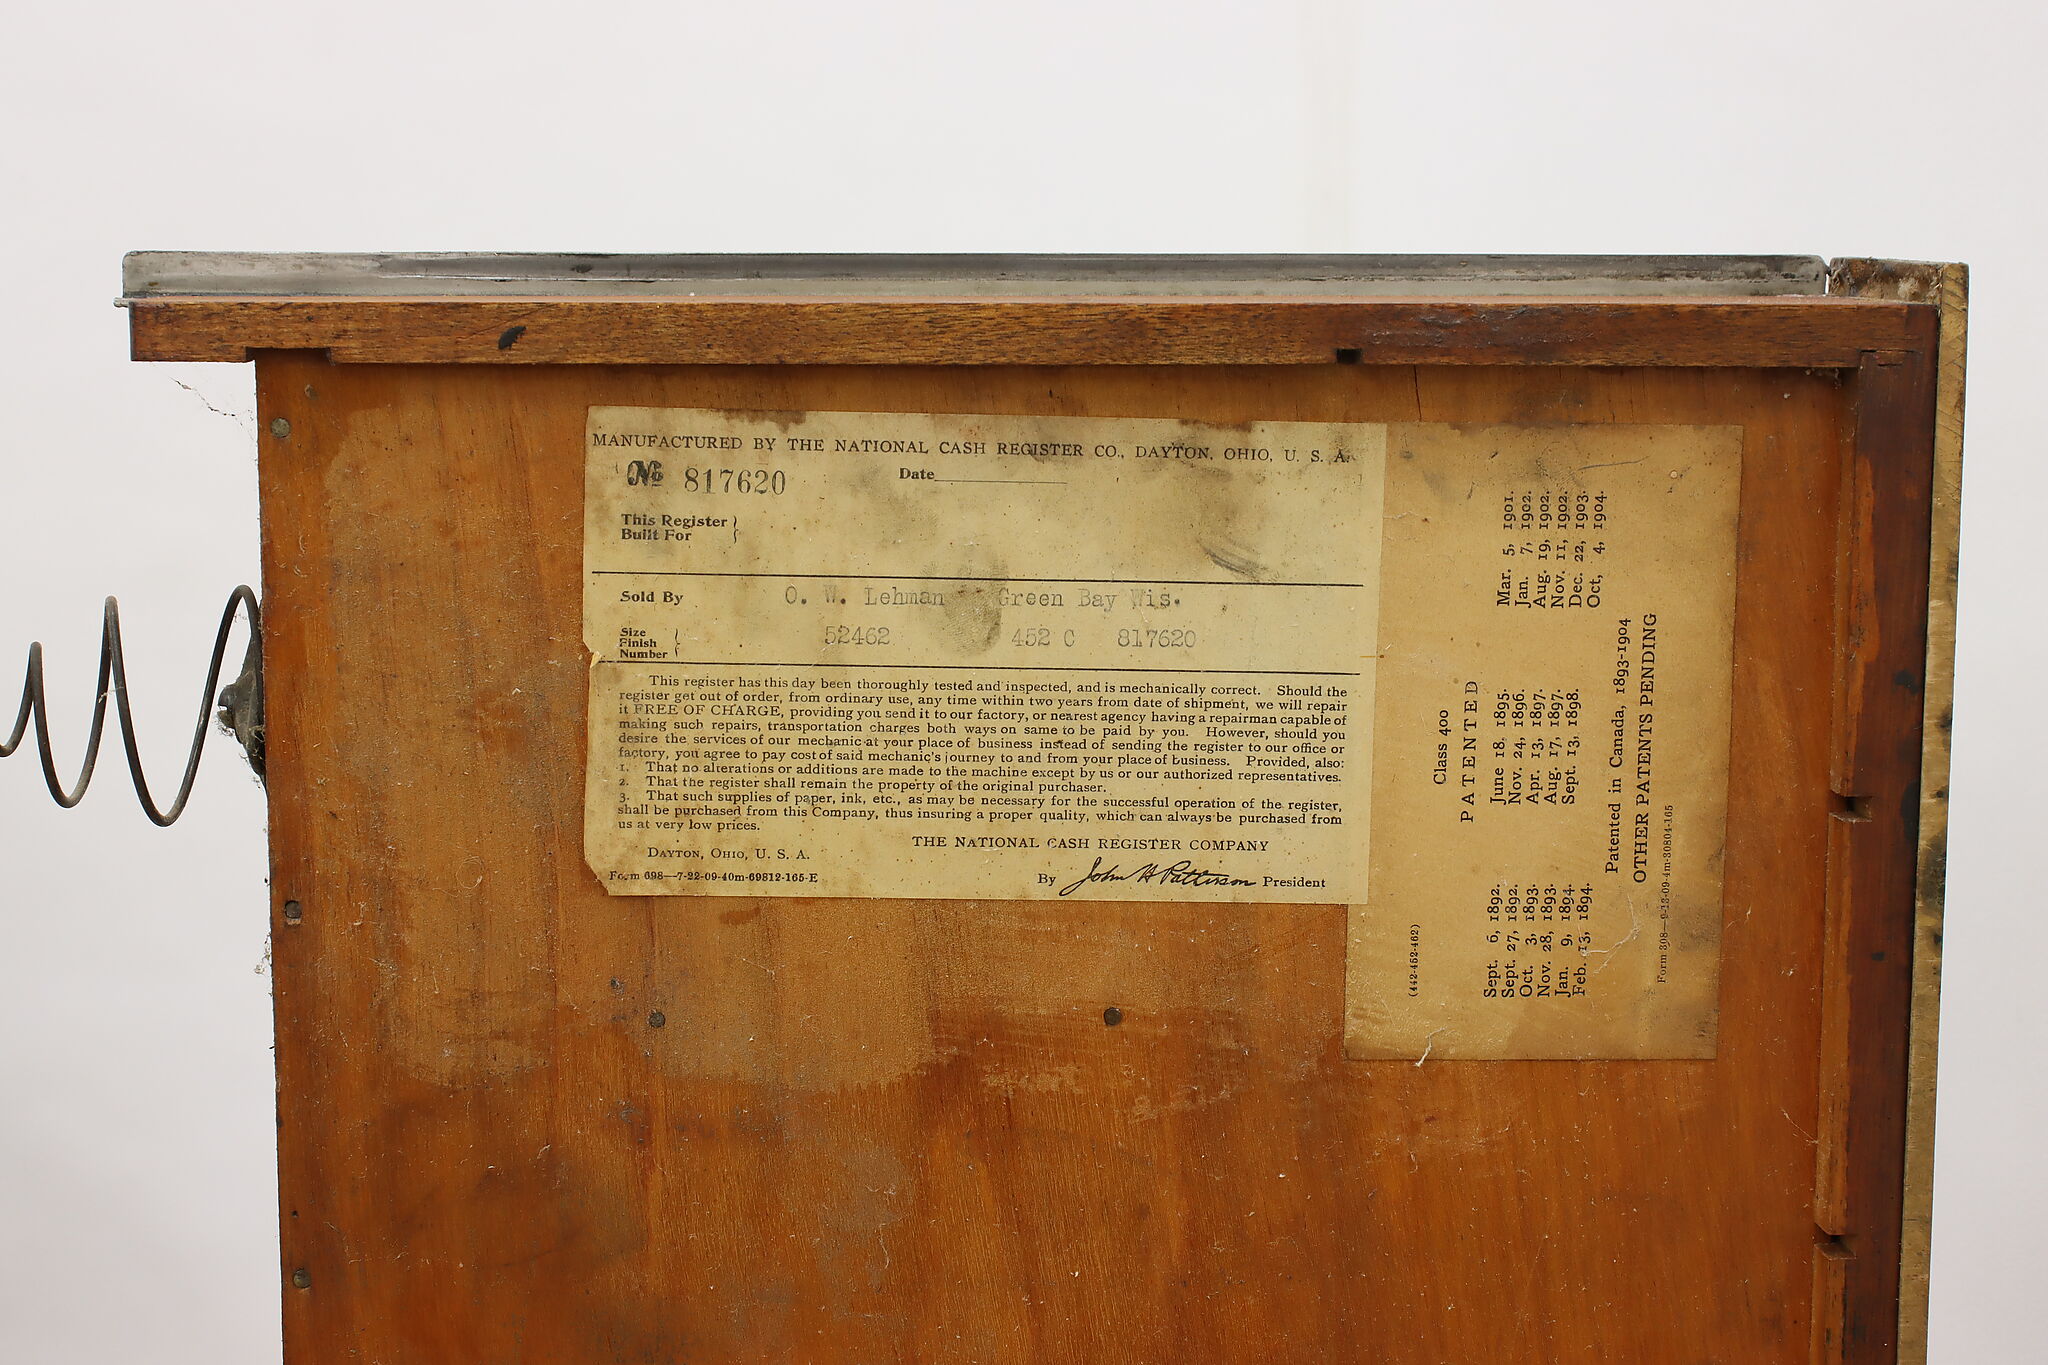 MANUFACTURED BY THE NATIONAL CASH REGISTER CO., DAYTON, OHIO, U. S. A.
No 817620 Date
This Register
Built For
Sold By O. W. Lehman Green Bay Wis.
Size
Finish
Number
52462 452 C 817620
This register has this day been thoroughly tested and inspected, and is mechanically correct. Should the
register get out of order, from ordinary use, any time within two years from date of shipment, we will repair
it FREE OF CHARGE, providing you send it to our factory, or nearest agency having a repairman capable of
making such repairs, transportation charges both ways on same to be paid by you. However, should you
desire the services of our mechanic at your place of business instead of sending the register to our office or
factory, you agree to pay cost of said mechanic's journey to and from your place of business. Provided, also:
1. That no alterations or additions are made to the machine except by us or our authorized representatives.
2. That the register shall remain the property of the original purchaser.
3. That such supplies of paper, ink, etc., as may be necessary for the successful operation of the register,
shall be purchased from this Company, thus insuring a proper quality, which can always be purchased from
us at very low prices.
THE NATIONAL CASH REGISTER COMPANY
DAYTON, OHIO, U. S. A.
Form 698—7-22-09-40m-69812-165-E
By John H Patterson President
(442-452-462)
Class 400
PATENTED
Sept. 6, 1892. June 18, 1895. Mar. 5, 1901.
Sept. 27, 1892. Nov. 24, 1896. Jan. 7, 1902.
Oct. 3, 1893. Apr. 13, 1897. Aug. 19, 1902.
Nov. 28, 1893. Aug. 17, 1897. Nov. 11, 1902.
Jan. 9, 1894. Sept. 13, 1898. Dec. 22, 1903.
Feb. 13, 1894. Oct, 4, 1904.
Patented in Canada, 1893-1904
OTHER PATENTS PENDING
Form 308—9-13-09-4m-30804-165